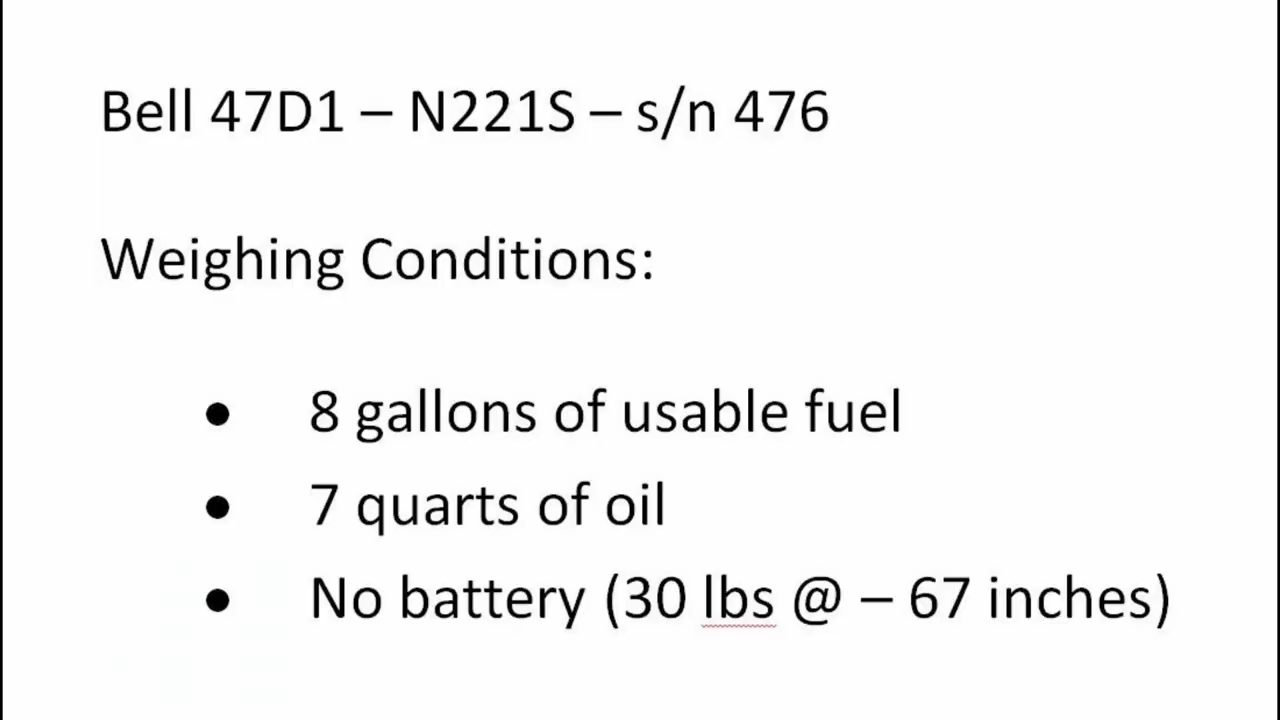 Bell 47D1 – N221S – s/n 476
Weighing Conditions:
• 8 gallons of usable fuel
• 7 quarts of oil
• No battery (30 lbs @ – 67 inches)